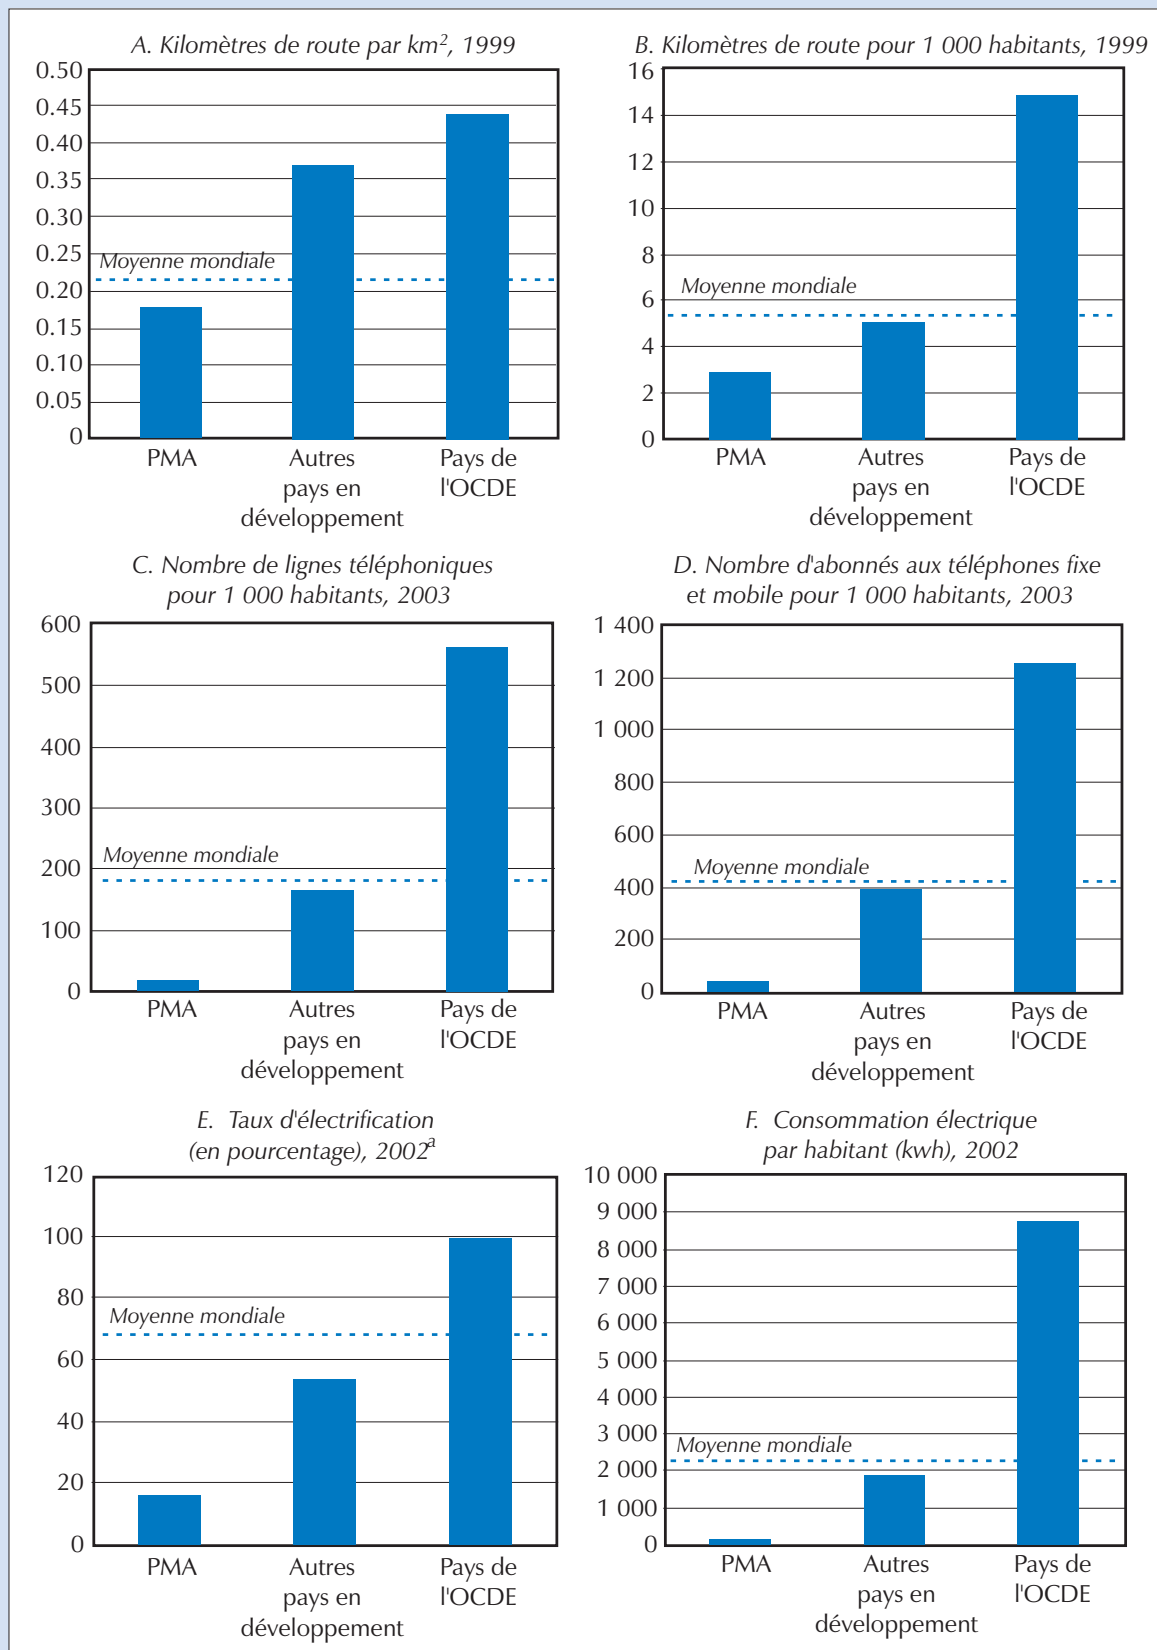 A. Kilomètres de route par km², 1999
0.50
0.45
0.40
0.35
0.30
0.25
0.20
0.15
0.10
0.05
0
Moyenne mondiale
PMA
Autres
pays en
développement
Pays de
l'OCDE
B. Kilomètres de route pour 1 000 habitants, 1999
16
14
12
10
8
6
4
2
0
Moyenne mondiale
PMA
Autres
pays en
développement
Pays de
l'OCDE
C. Nombre de lignes téléphoniques
pour 1 000 habitants, 2003
600
500
400
300
200
100
0
Moyenne mondiale
PMA
Autres
pays en
développement
Pays de
l'OCDE
D. Nombre d'abonnés aux téléphones fixe
et mobile pour 1 000 habitants, 2003
1 400
1 200
1 000
800
600
400
200
0
Moyenne mondiale
PMA
Autres
pays en
développement
Pays de
l'OCDE
E. Taux d'électrification
(en pourcentage), 2002ª
120
100
80
60
40
20
0
Moyenne mondiale
PMA
Autres
pays en
développement
Pays de
l'OCDE
F. Consommation électrique
par habitant (kwh), 2002
10 000
9 000
8 000
7 000
6 000
5 000
4 000
3 000
2 000
1 000
0
Moyenne mondiale
PMA
Autres
pays en
développement
Pays de
l'OCDE